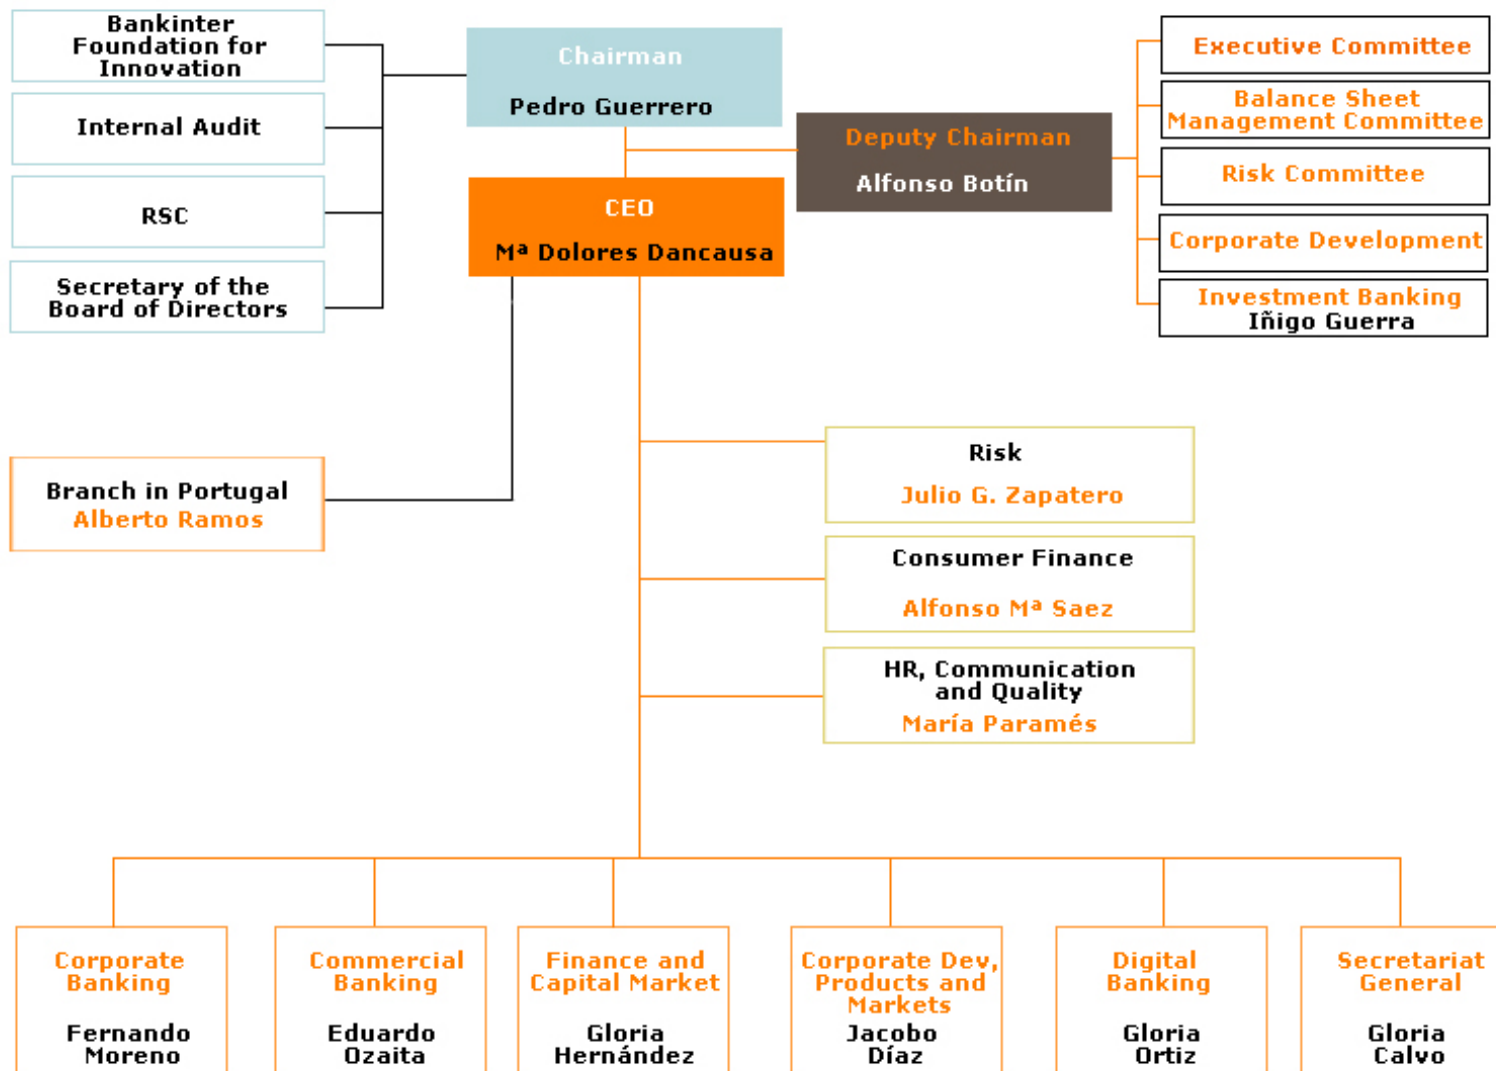 Bankinter
Foundation for
Innovation
Internal Audit
RSC
Secretary of the
Board of Directors
Chairman
Pedro Guerrero
Deputy Chairman
Alfonso Botín
CEO
Mª Dolores Dancausa
Executive Committee
Balance Sheet
Management Committee
Risk Committee
Corporate Development
Investment Banking
Iñigo Guerra
Branch in Portugal
Alberto Ramos
Risk
Julio G. Zapatero
Consumer Finance
Alfonso Mª Saez
HR, Communication
and Quality
María Paramés
Corporate
Banking
Fernando
Moreno
Commercial
Banking
Eduardo
Ozaita
Finance and
Capital Market
Gloria
Hernández
Corporate Dev,
Products and
Markets
Jacobo
Díaz
Digital
Banking
Gloria
Ortiz
Secretariat
General
Gloria
Calvo